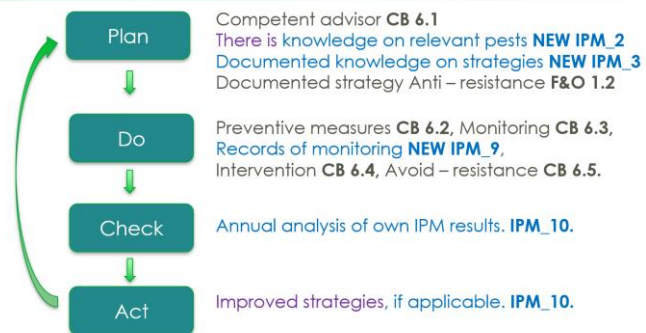 Plan
Competent advisor CB 6.1
There is knowledge on relevant pests NEW IPM_2
Documented knowledge on strategies NEW IPM_3
Documented strategy Anti – resistance F&O 1.2
Do
Preventive measures CB 6.2, Monitoring CB 6.3,
Records of monitoring NEW IPM_9,
Intervention CB 6.4, Avoid – resistance CB 6.5.
Check
Annual analysis of own IPM results. IPM_10.
Act
Improved strategies, if applicable. IPM_10.